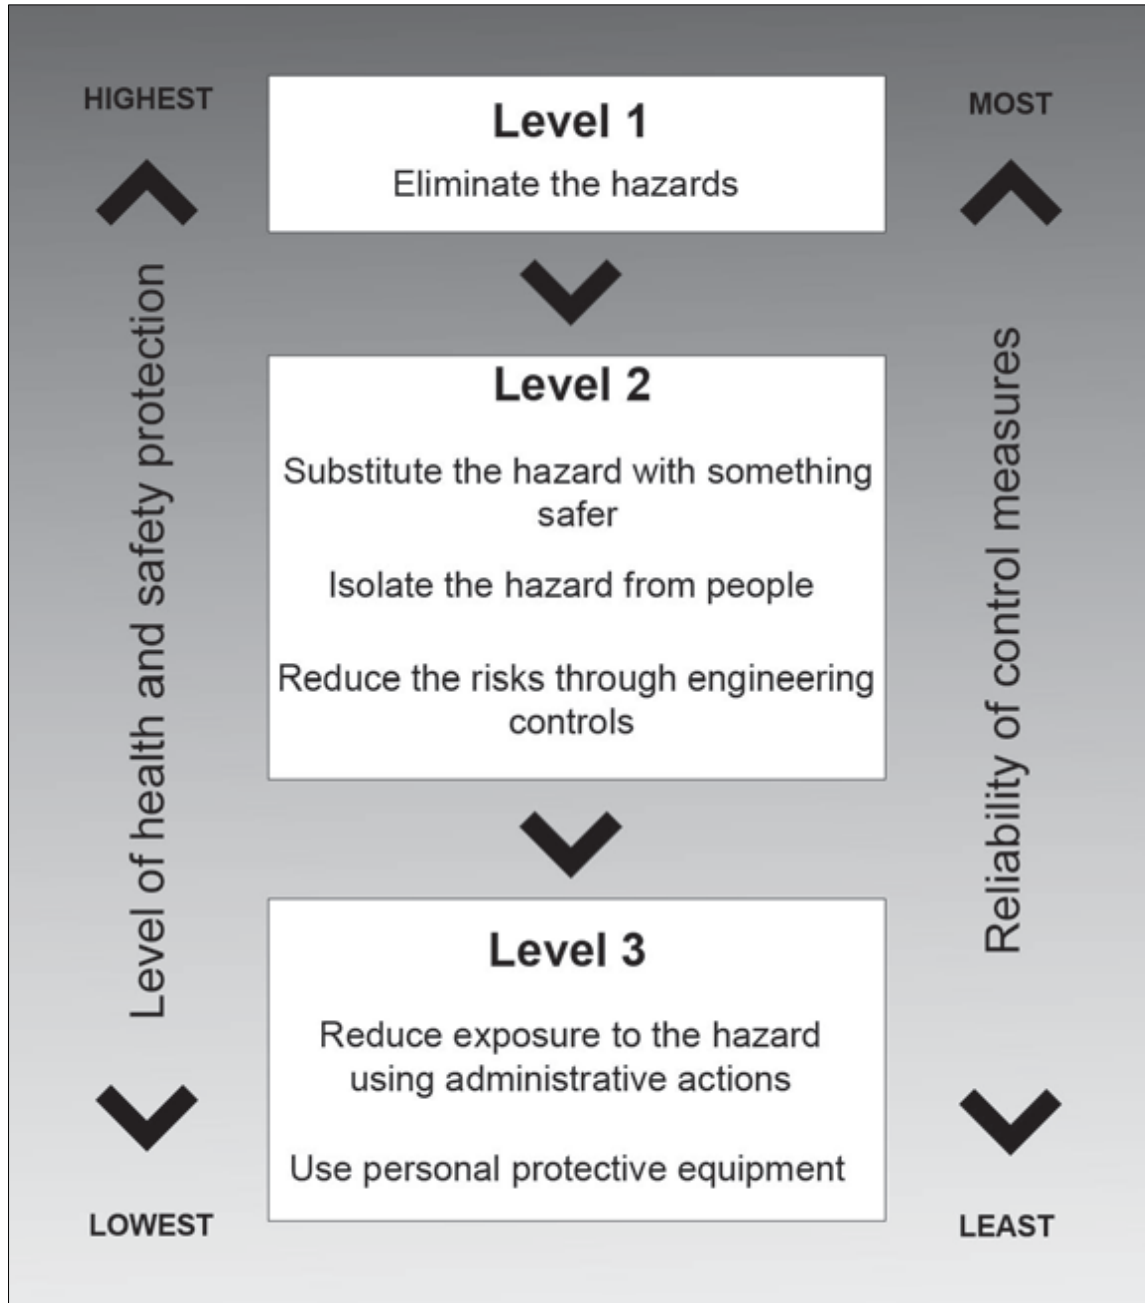 HIGHEST
MOST
Level 1
Eliminate the hazards
Level of health and safety protection
Reliability of control measures
Level 2
Substitute the hazard with something
safer
Isolate the hazard from people
Reduce the risks through engineering
controls
Level 3
Reduce exposure to the hazard
using administrative actions
Use personal protective equipment
LOWEST
LEAST